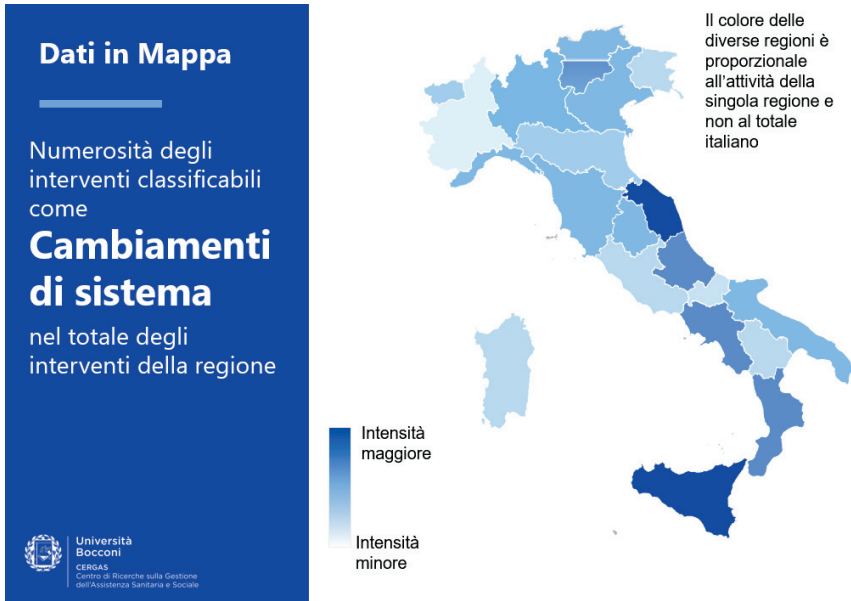 Dati in Mappa
Numerosità degli
interventi classificabili
come
Cambiamenti
di sistema
nel totale degli
interventi della regione
Università
Bocconi
CERGAS
Centro di Ricerche sulla Gestione
dell'Assistenza Sanitaria e Sociale
Il colore delle
diverse regioni è
proporzionale
all'attività della
singola regione e
non al totale
italiano
Intensità
maggiore
Intensità
minore